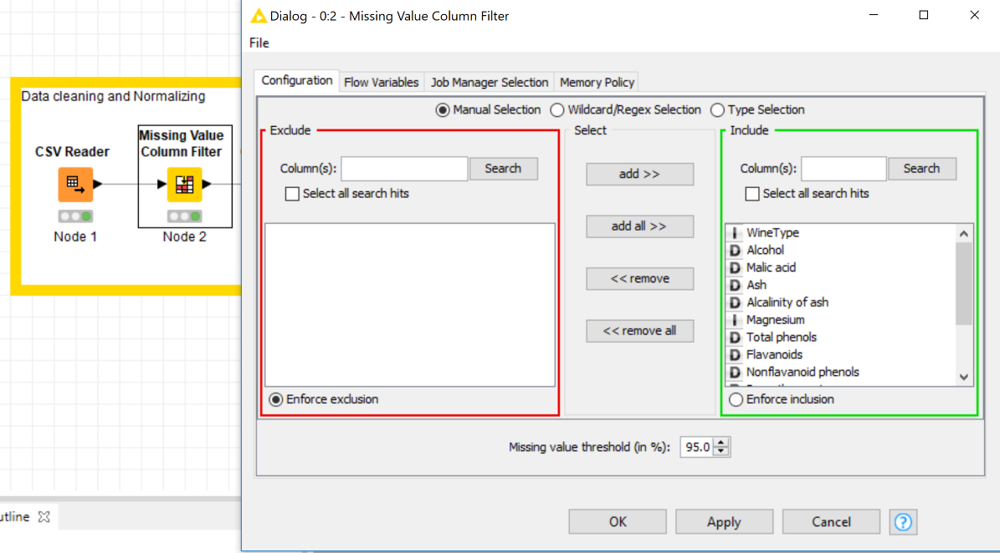 Dialog - 0:2 - Missing Value Column Filter
File
Configuration Flow Variables Job Manager Selection Memory Policy
Manual Selection Wildcard/Regex Selection Type Selection
Exclude
Column(s): Search
Select all search hits
Enforce exclusion
Select
add >>
add all >>
<< remove
<< remove all
Include
Column(s): Search
Select all search hits
I WineType
D Alcohol
D Malic acid
D Ash
D Alcalinity of ash
I Magnesium
D Total phenols
D Flavanoids
D Nonflavanoid phenols
Enforce inclusion
Missing value threshold (in %): 95.0
OK Apply Cancel ?
Data cleaning and Normalizing
CSV Reader
Node 1
Missing Value
Column Filter
Node 2
utline